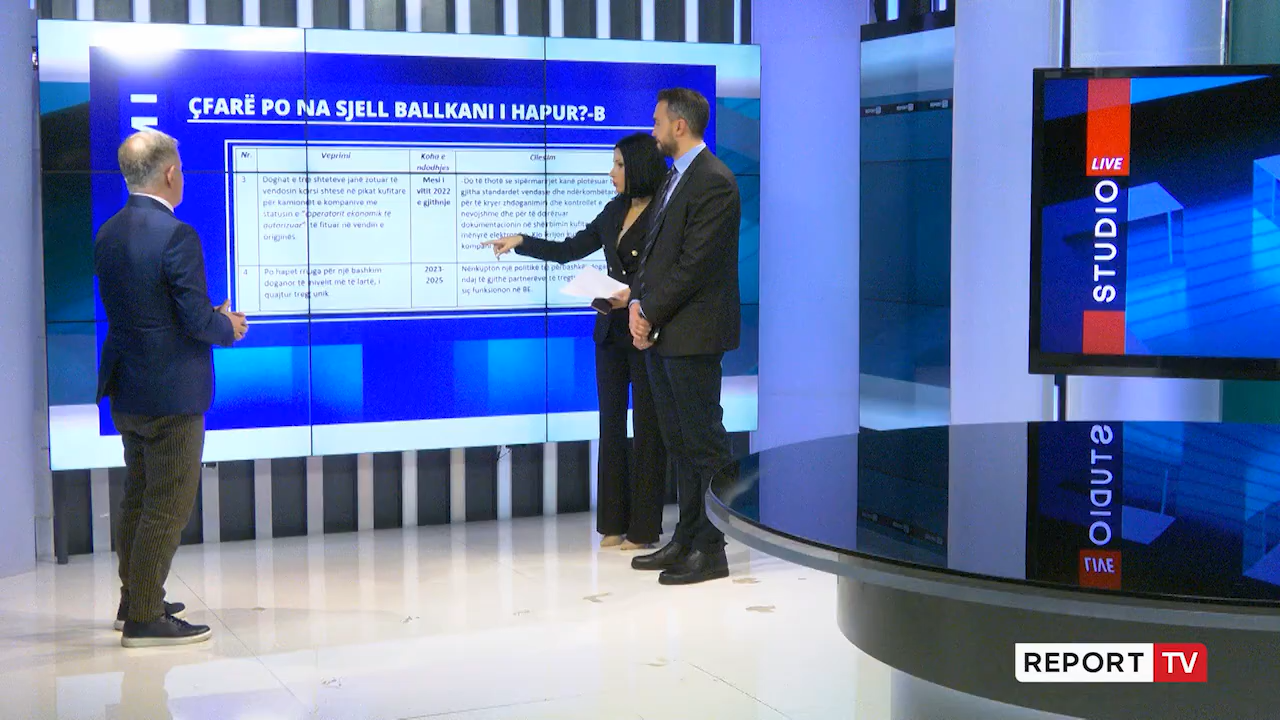 ÇFARË PO NA SJELL BALLKANI I HAPUR?-B
Nr. Veprimi Koha e ndodhjes
3 Dognat e tre shteteve janë zotuar të
vendosin korsi shtesë në pikat kufitare
për kamionët e kompanive me
statusin e "Operatorit ekonomik të
autorizuar" të fituar në vendin e
origjinës.
Mesi i
vitit 2022
e gjithnje
Do të thotë se sipërmarrjet kanë plotësuar
gjitha standardet vendase dhe ndërkombëtare
për të kryer zhdoganimin dhe kontrollet e
nevojshme dhe për të dorëzuar
dokumentacionin në shërbimin kufitar
mënyrë
4 Po hapet rruga për një bashkim
doganor të nivelit më të lartë, i
quajtur treg unik.
2023-
2025
Nënkupton një politikë të përbashkët
ndaj të gjithë partnerëve të
siç funksionon në BE.
LIVE
STUDIO
STUDIO
LIVE
REPORT TV